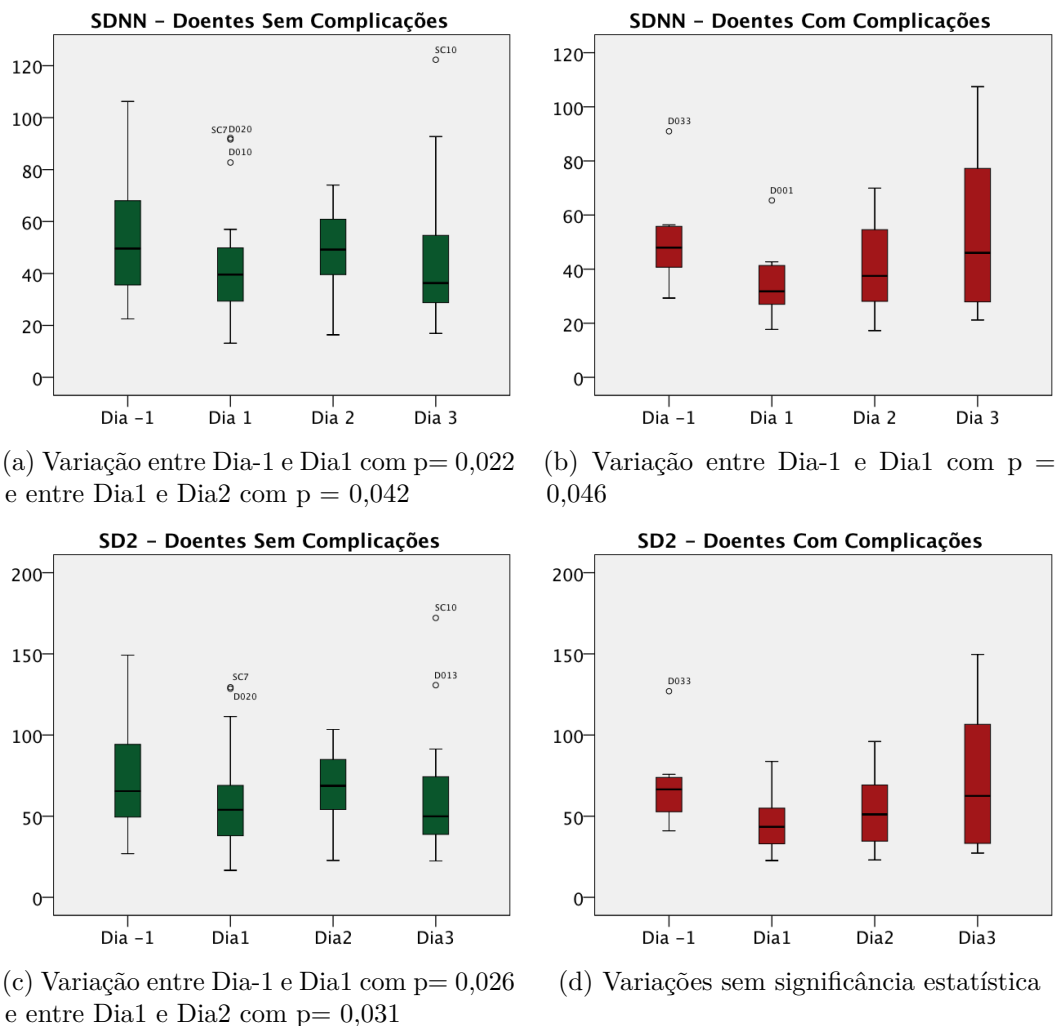 SDNN – Doentes Sem Complicações
120
100
80
60
40
20
0
SC7 D020
D010
SC10
Dia –1 Dia 1 Dia 2 Dia 3
(a) Variação entre Dia-1 e Dia1 com p= 0,022
e entre Dia1 e Dia2 com p = 0,042
SDNN – Doentes Com Complicações
120
100
80
60
40
20
0
D033
D001
Dia –1 Dia 1 Dia 2 Dia 3
(b) Variação entre Dia-1 e Dia1 com p =
0,046
SD2 – Doentes Sem Complicações
200
150
100
50
0
SC7
D020
SC10
D013
Dia –1 Dia1 Dia2 Dia3
(c) Variação entre Dia-1 e Dia1 com p= 0,026
e entre Dia1 e Dia2 com p= 0,031
SD2 – Doentes Com Complicações
200
150
100
50
0
D033
Dia –1 Dia1 Dia2 Dia3
(d) Variações sem significância estatística